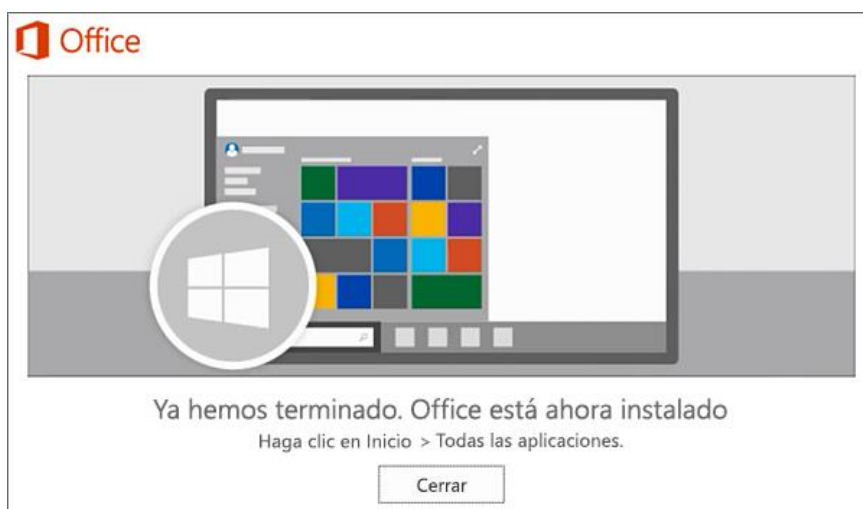 Office
Ya hemos terminado. Office está ahora instalado
Haga clic en Inicio > Todas las aplicaciones.
Cerrar